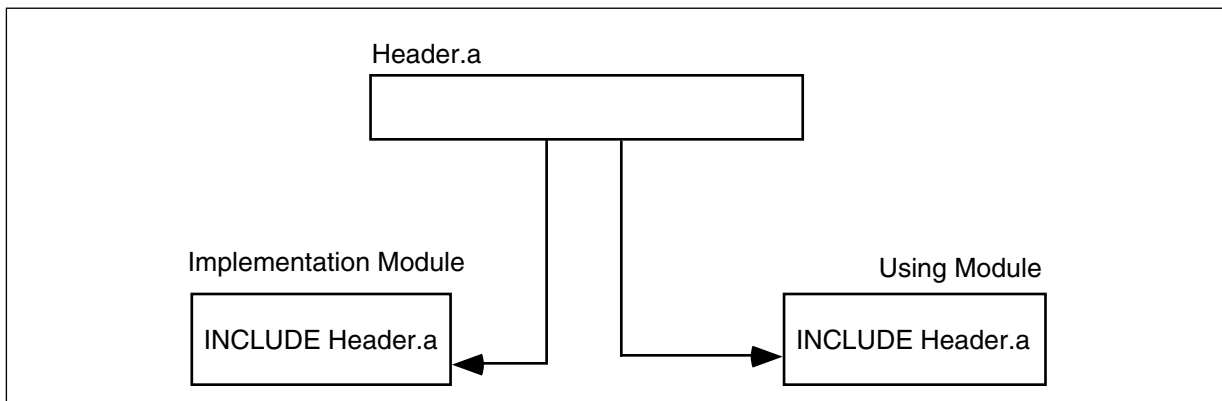 Header.a
Implementation Module
Using Module
INCLUDE Header.a
INCLUDE Header.a